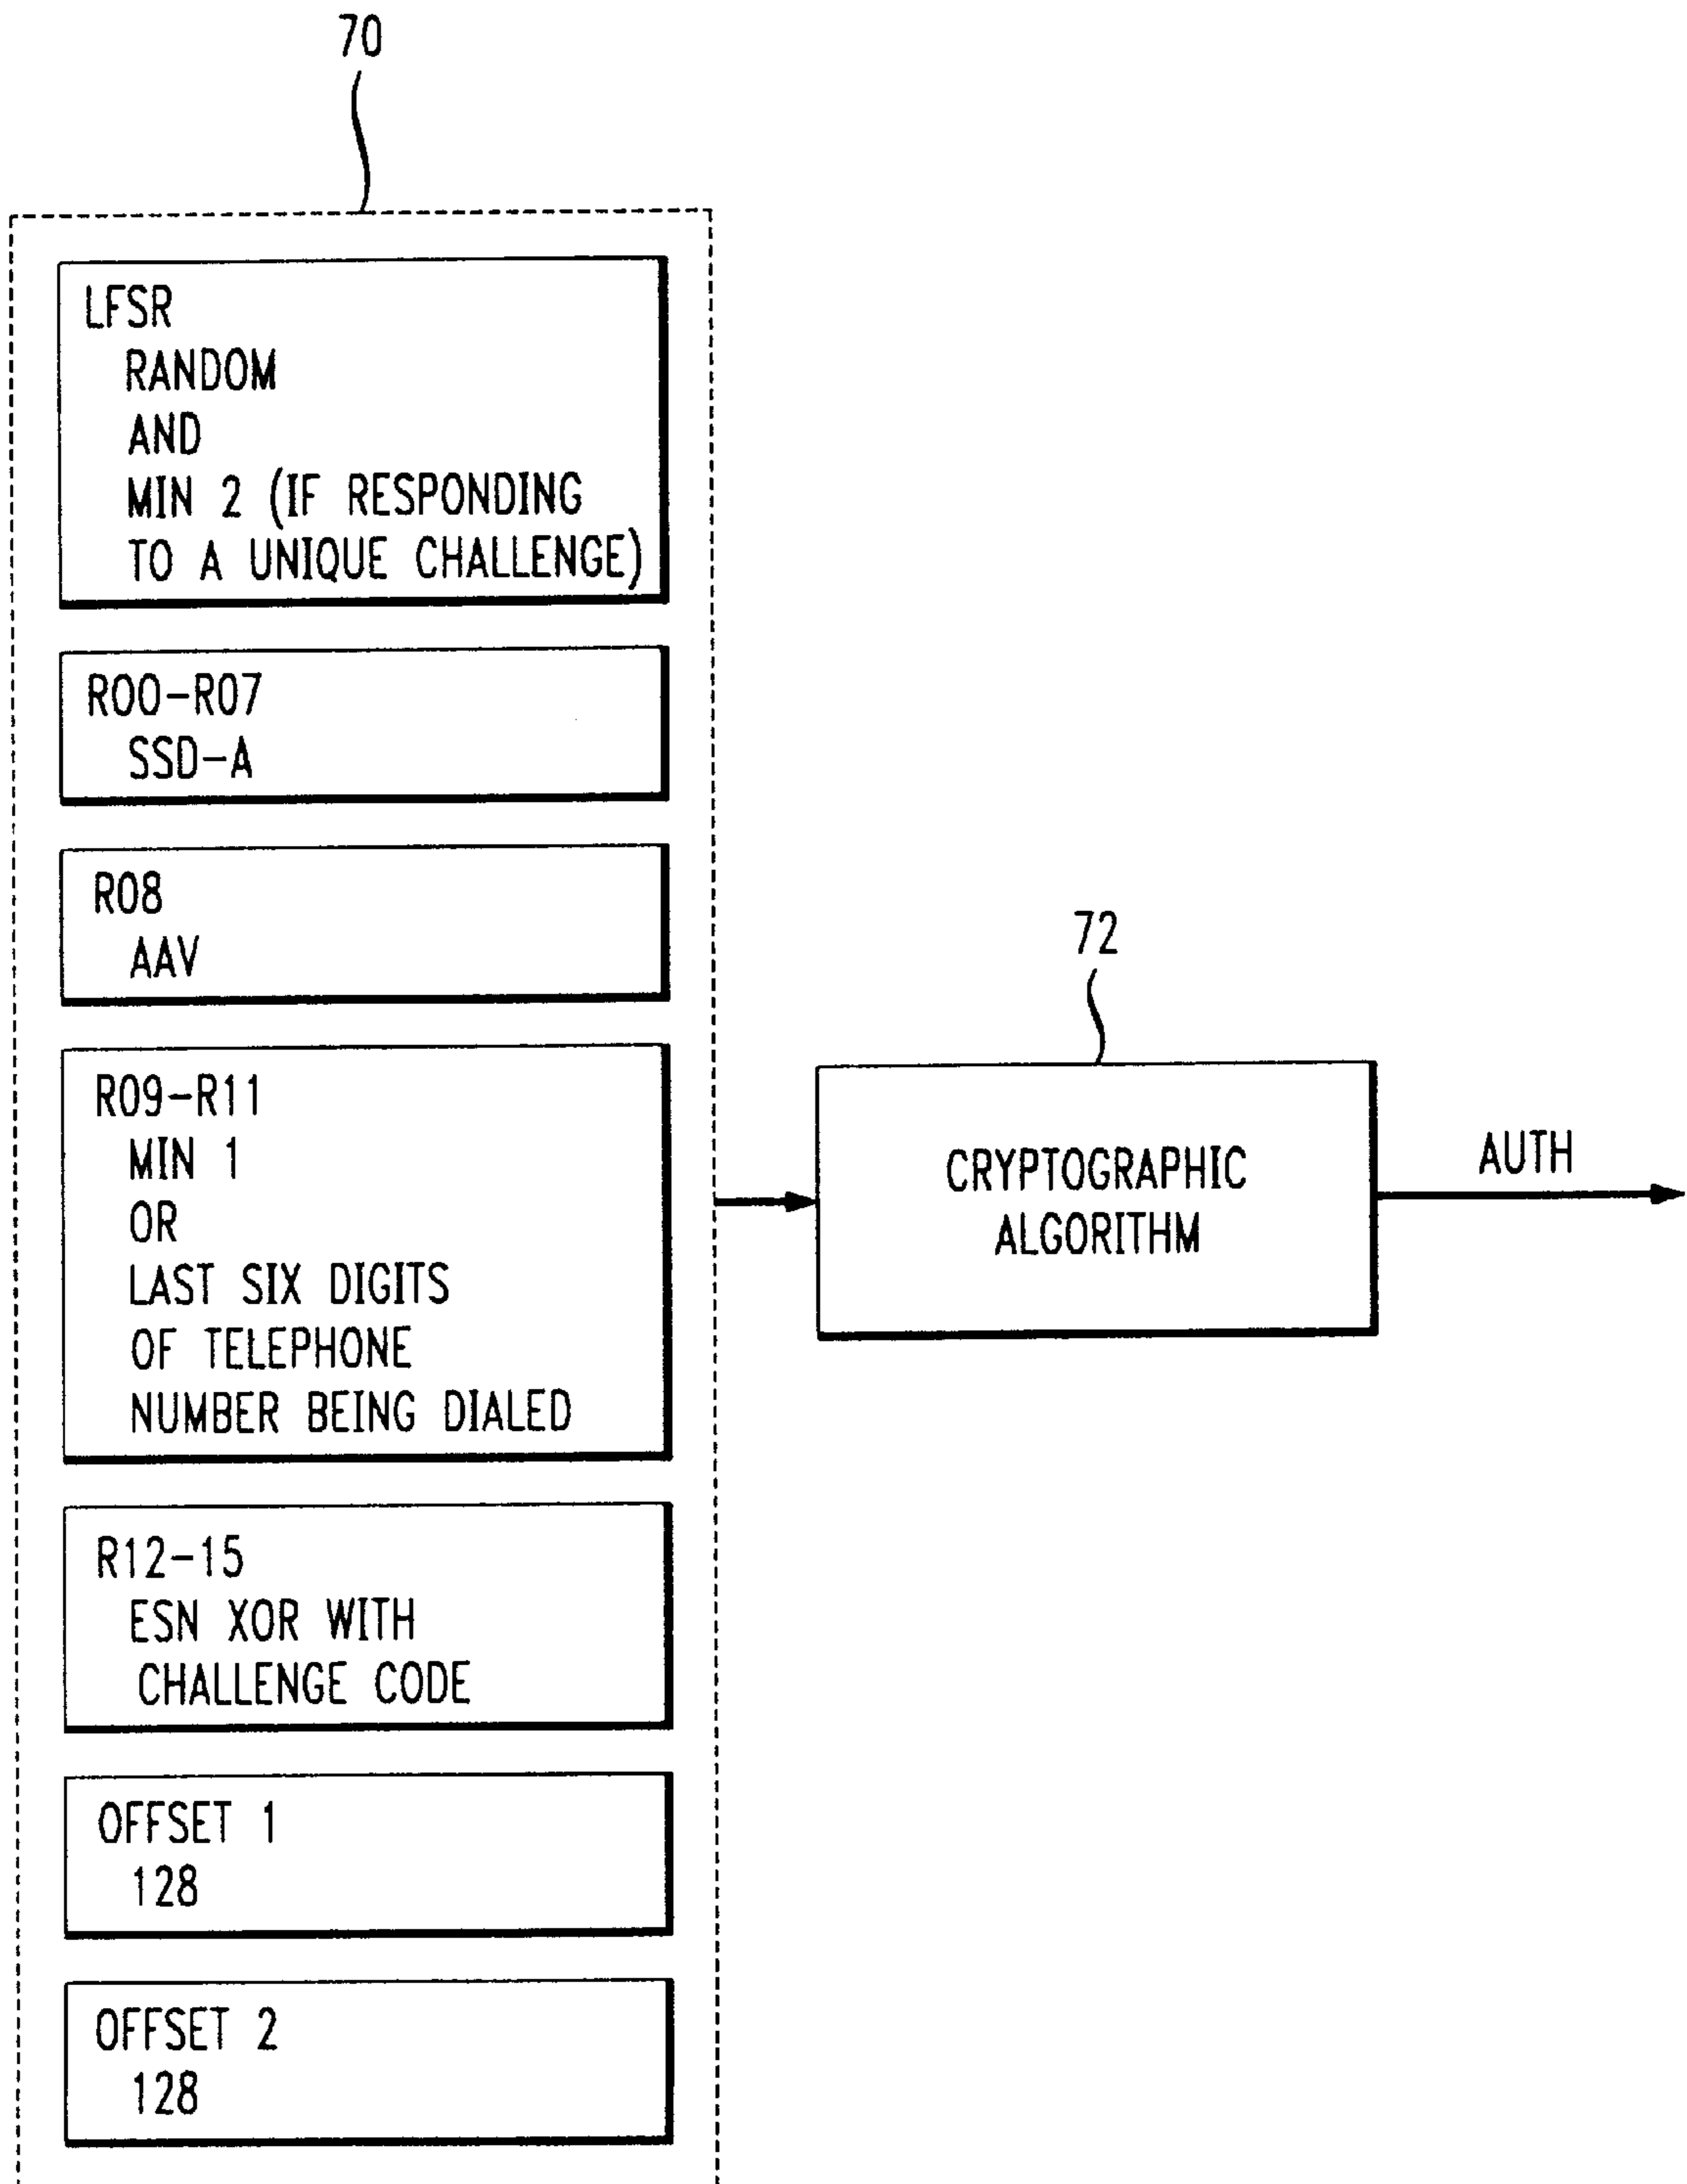 70
LFSR
RANDOM
AND
MIN 2 (IF RESPONDING
TO A UNIQUE CHALLENGE)
R00-R07
SSD-A
R08
AAV
R09-R11
MIN 1
OR
LAST SIX DIGITS
OF TELEPHONE
NUMBER BEING DIALED
R12-15
ESN XOR WITH
CHALLENGE CODE
OFFSET 1
128
OFFSET 2
128
72
CRYPTOGRAPHIC
ALGORITHM
AUTH